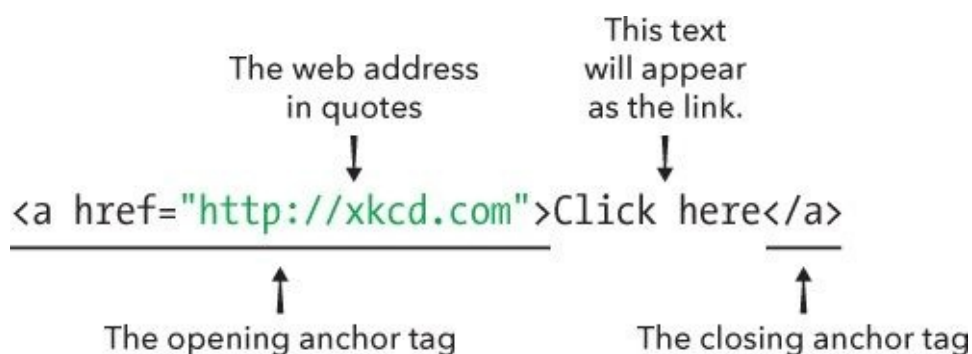 The web address
in quotes
This text
will appear
as the link.
<a href="http://xkcd.com">Click here</a>
The opening anchor tag
The closing anchor tag